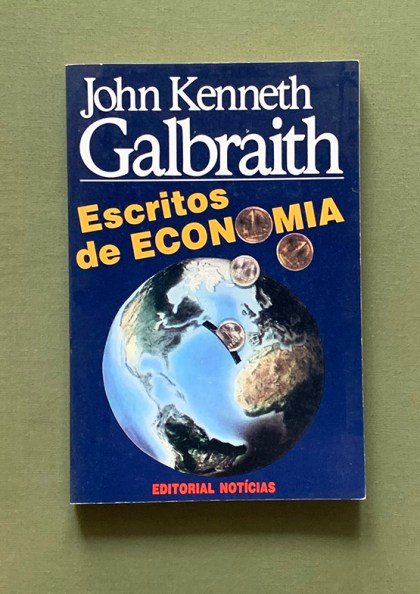 John Kenneth
Galbraith
Escritos
de ECONOMIA
EDITORIAL NOTÍCIAS